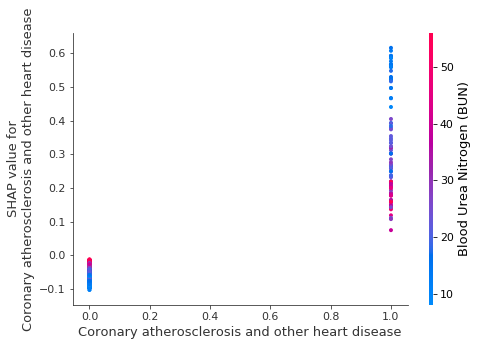 SHAP value for
Coronary atherosclerosis and other heart disease
0.6
0.5
0.4
0.3
0.2
0.1
0.0
−0.1
0.0 0.2 0.4 0.6 0.8 1.0
Coronary atherosclerosis and other heart disease
50
40
30
20
10
Blood Urea Nitrogen (BUN)